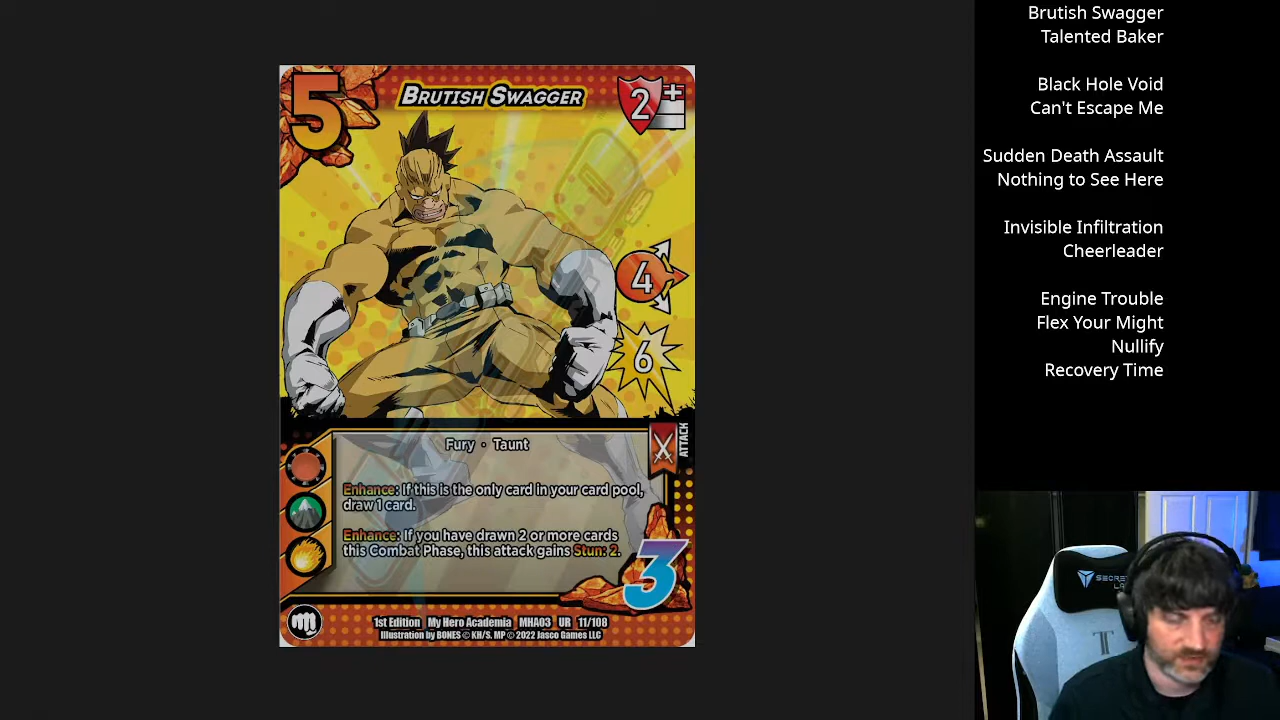 Brutish Swagger
Talented Baker
Black Hole Void
Can't Escape Me
Sudden Death Assault
Nothing to See Here
Invisible Infiltration
Cheerleader
Engine Trouble
Flex Your Might
Nullify
Recovery Time
5
BRUTISH SWAGGER
2
+
4
6
ATTACK
Fury · Taunt
Enhance: If this is the only card in your card pool,
draw 1 card.
Enhance: If you have drawn 2 or more cards
this Combat Phase, this attack gains Stun: 2.
3
1st Edition My Hero Academia MHA03 UR 11/108
Illustration by BONES © KH/S. MP © 2022 Jasco Games LLC